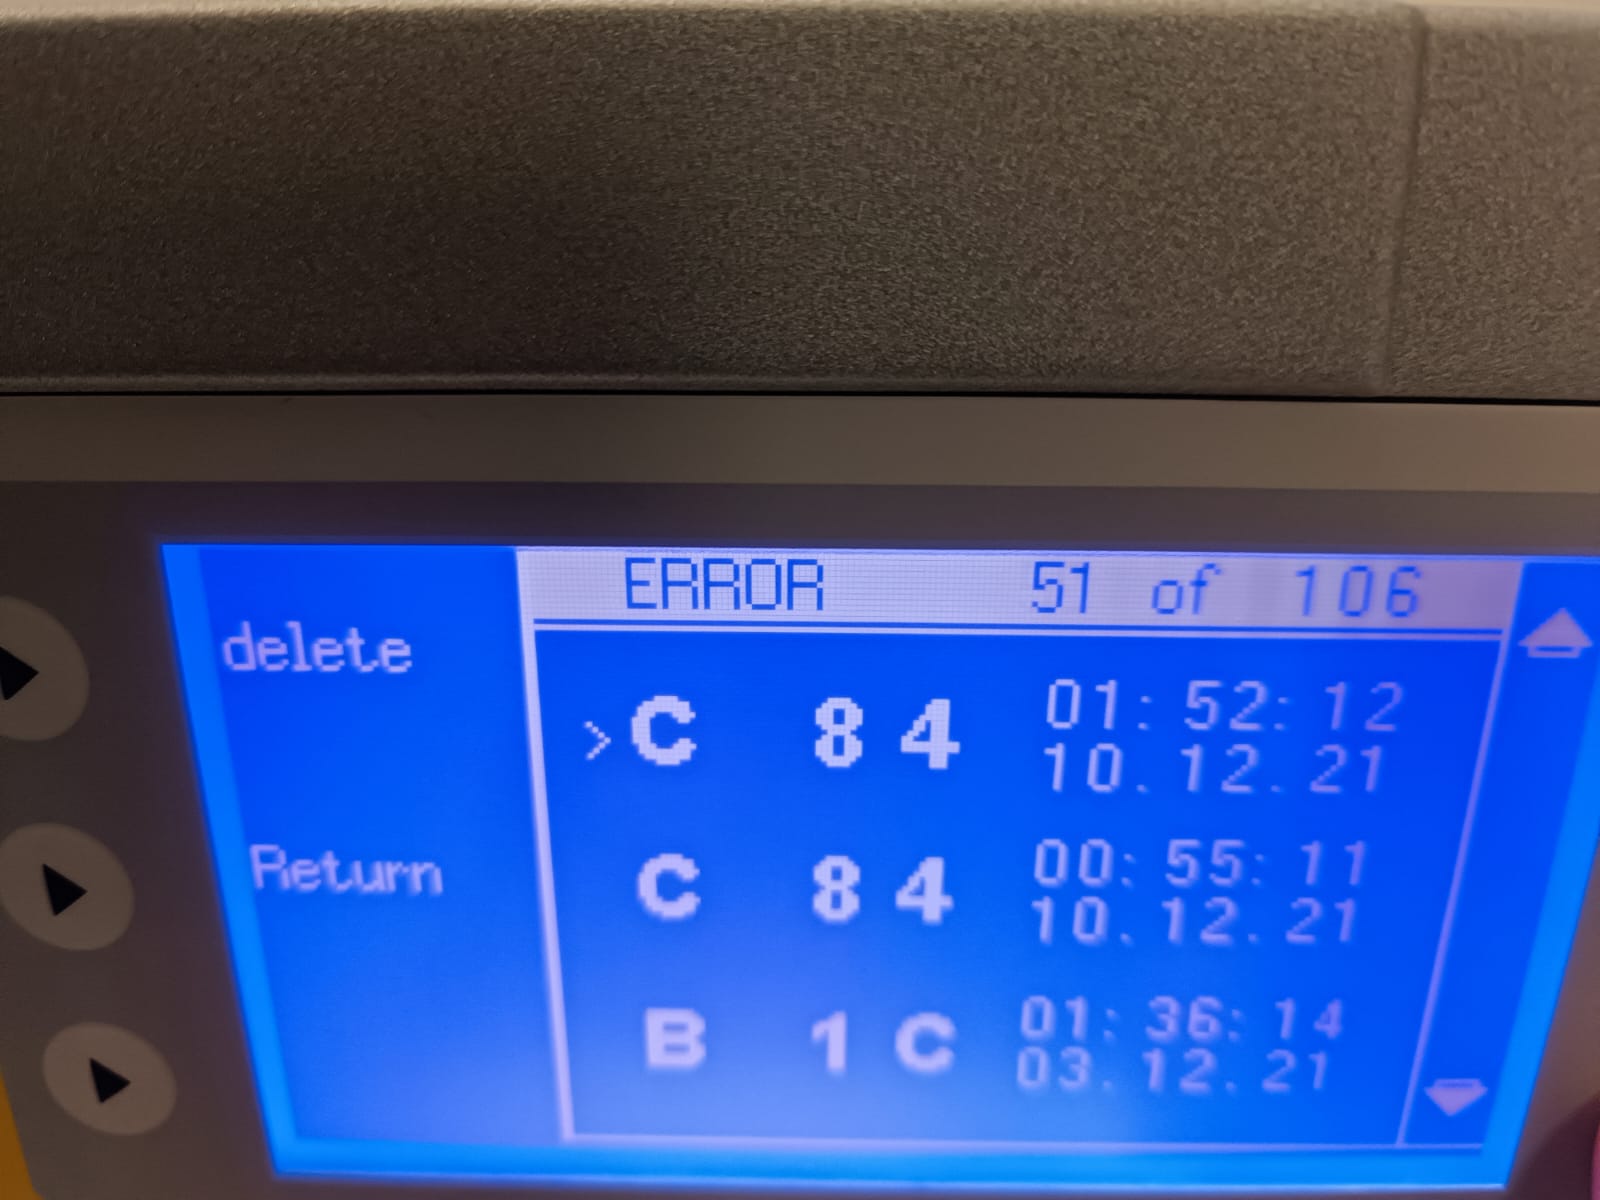 ERROR 51 of 106
delete
>C 84 01:52:12
10.12.21
C 84 00:55:11
10.12.21
Return
B 1C 01:36:14
03.12.21